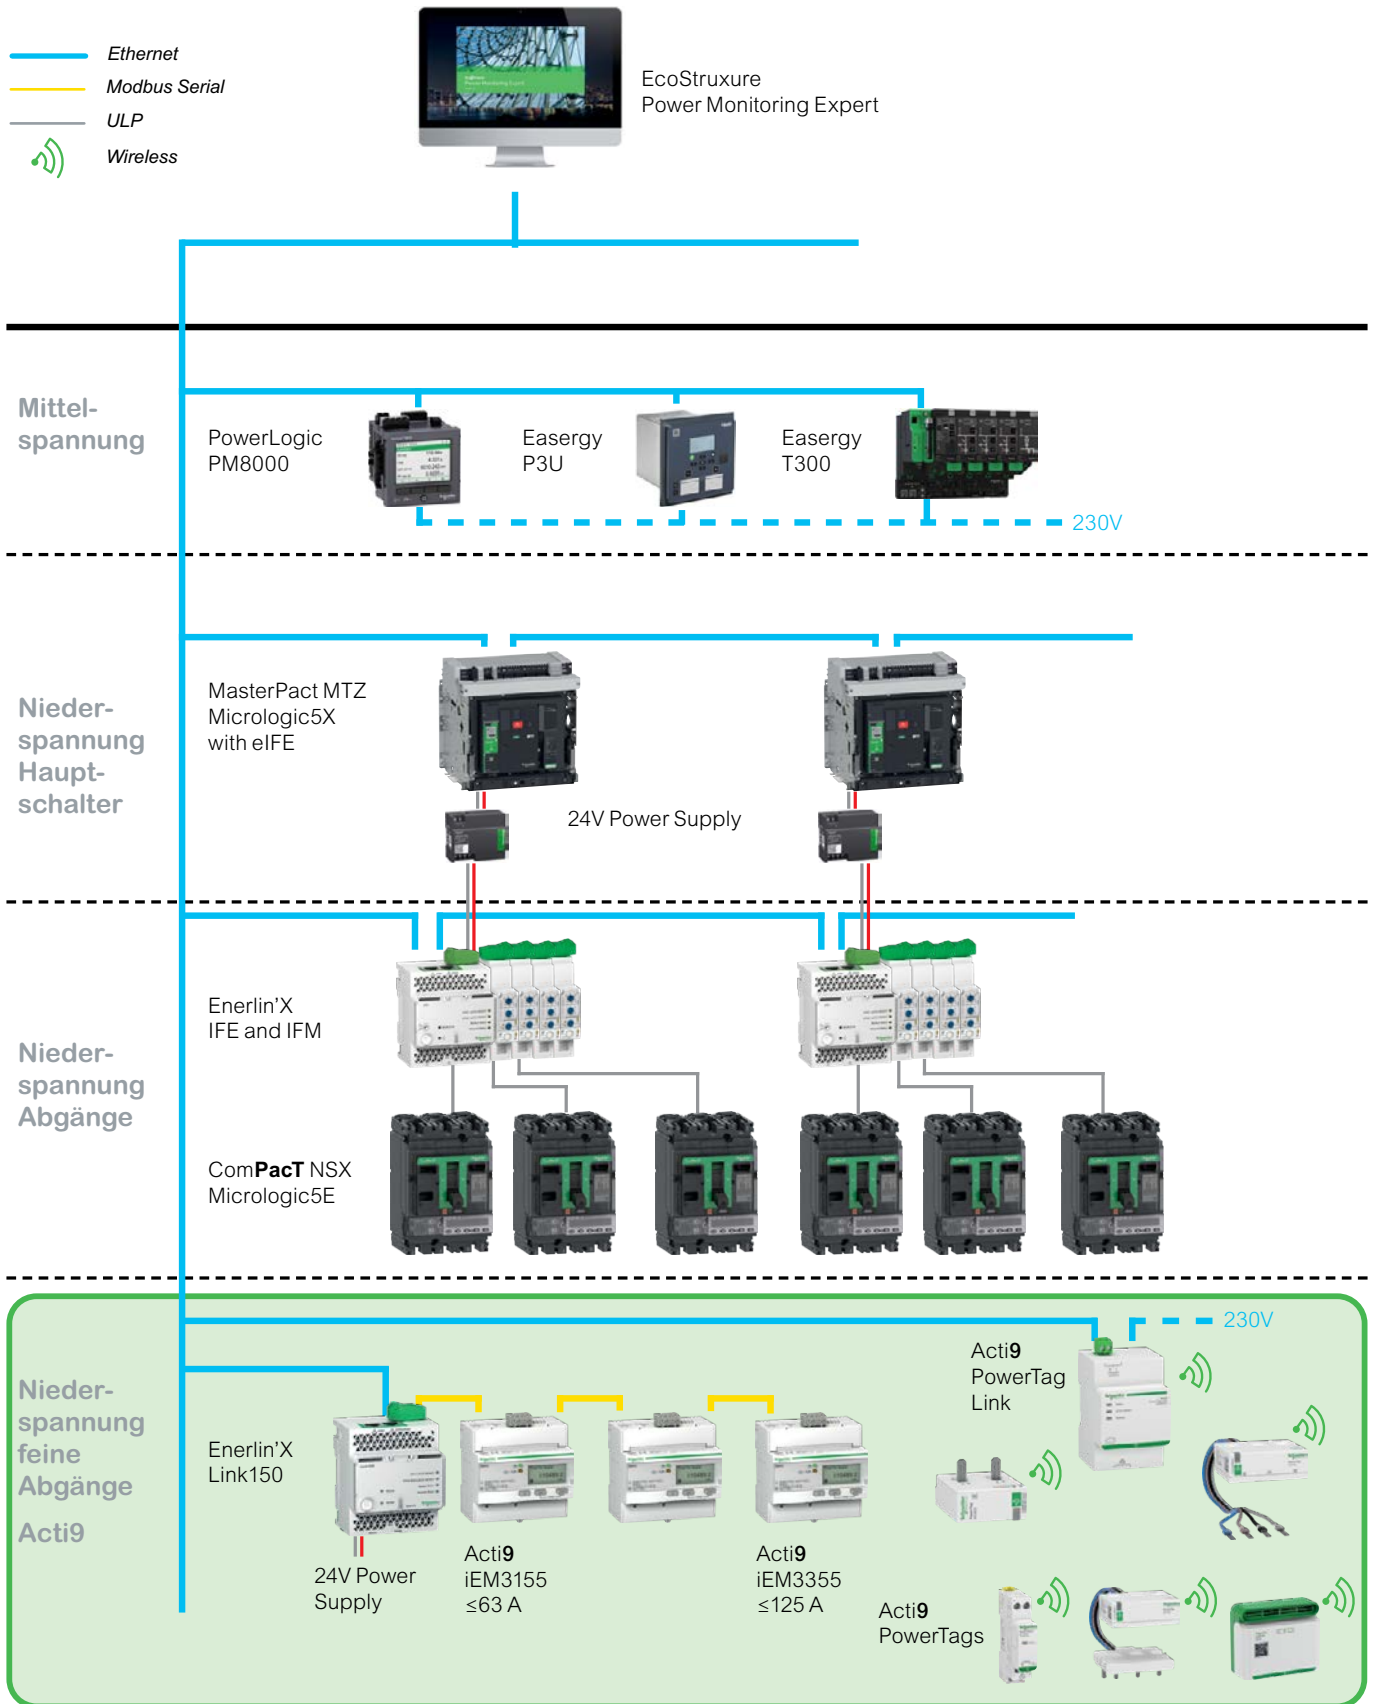 Ethernet
Modbus Serial
ULP
Wireless
EcoStruxure
Power Monitoring Expert
Mittel-
spannung
PowerLogic
PM8000
Easergy
P3U
Easergy
T300
230V
Nieder-
spannung
Haupt-
schalter
MasterPact MTZ
Micrologic5X
with eIFE
24V Power Supply
Nieder-
spannung
Abgänge
Enerlin'X
IFE and IFM
ComPacT NSX
Micrologic5E
230V
Nieder-
spannung
feine
Abgänge
Acti9
Enerlin'X
Link150
24V Power
Supply
Acti9
iEM3155
≤63 A
Acti9
iEM3355
≤125 A
Acti9
PowerTag
Link
Acti9
PowerTags